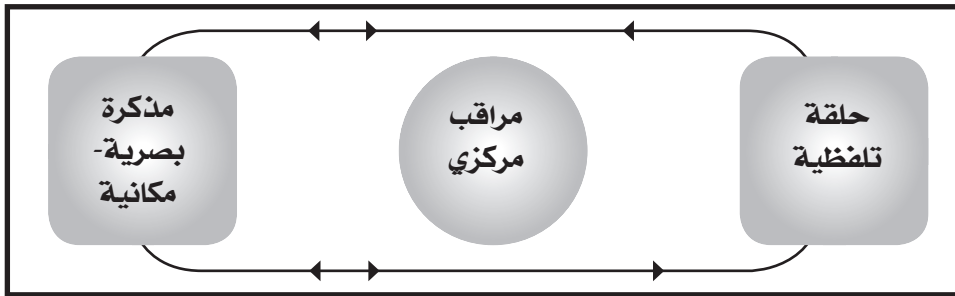 حلقة
تلفظية
مراقب
مركزي
مذكرة
بصرية-
مكانية